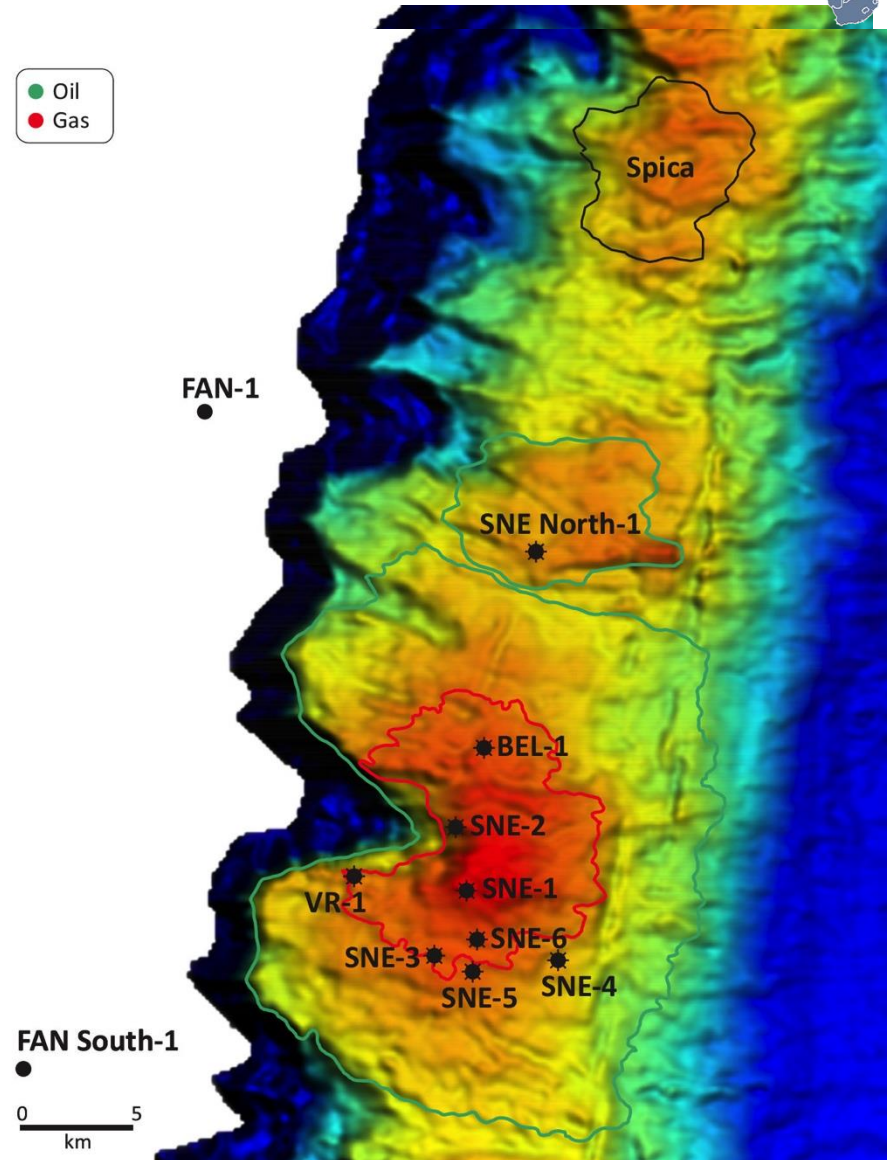 Oil
Gas
Spica
FAN-1
SNE North-1
BEL-1
SNE-2
SNE-1
VR-1
SNE-6
SNE-3
SNE-4
SNE-5
FAN South-1
0 5
km